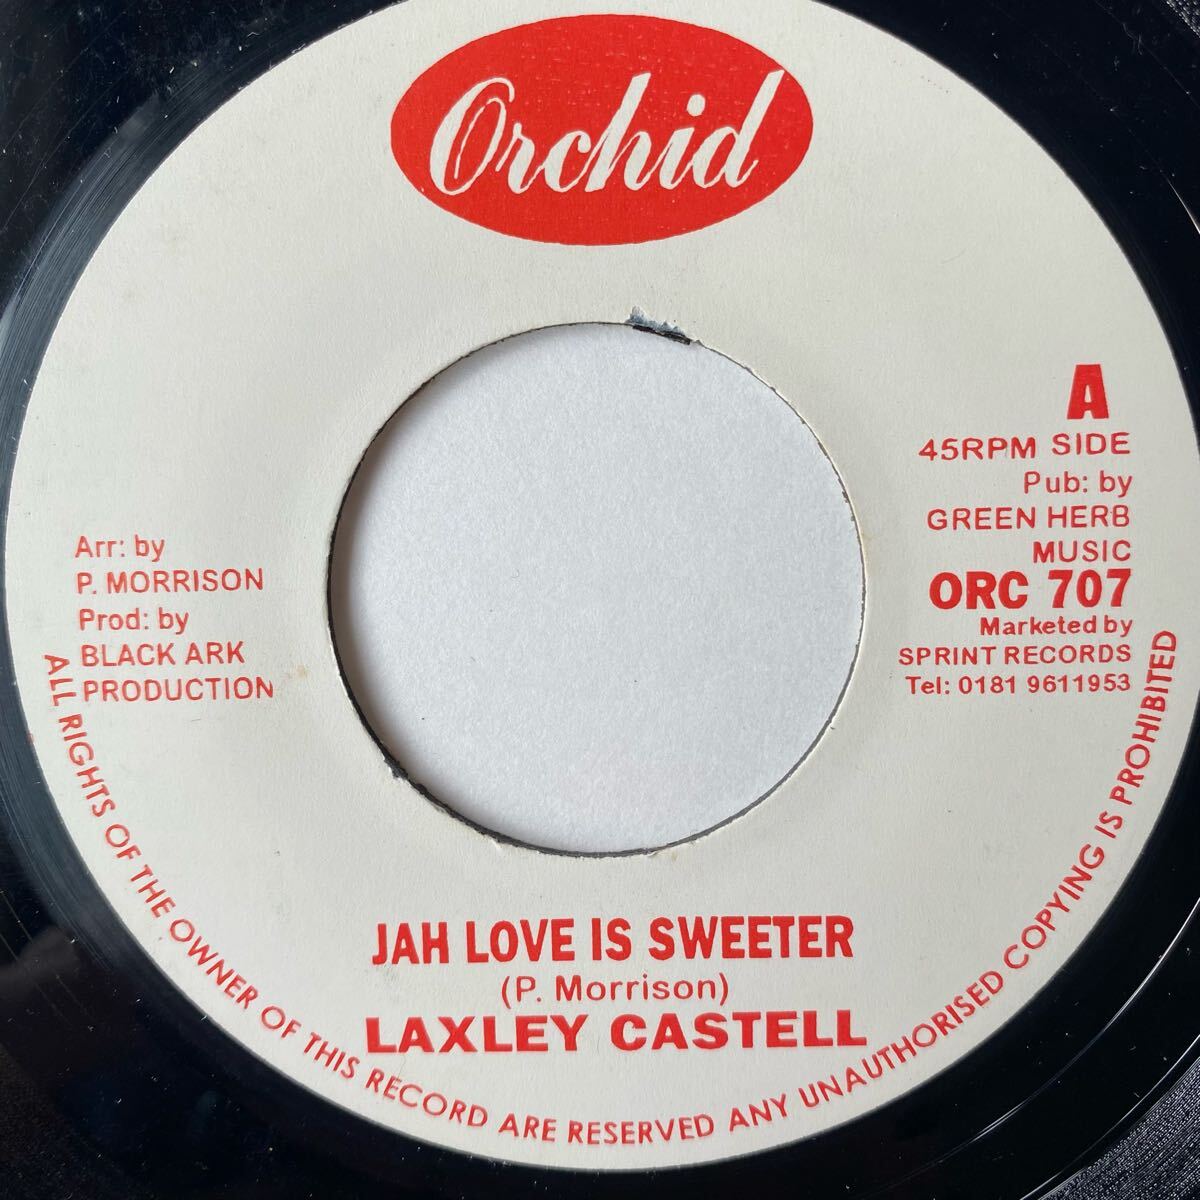 Orchid
A
45RPM SIDE
Pub: by
GREEN HERB
MUSIC
ORC 707
Marketed by
SPRINT RECORDS
Tel: 0181 9611953
Arr: by
P. MORRISON
Prod: by
BLACK ARK
PRODUCTION
JAH LOVE IS SWEETER
(P. Morrison)
LAXLEY CASTELL
ALL RIGHTS OF THE OWNER OF THIS RECORD ARE RESERVED ANY UNAUTHORISED COPYING IS PROHIBITED